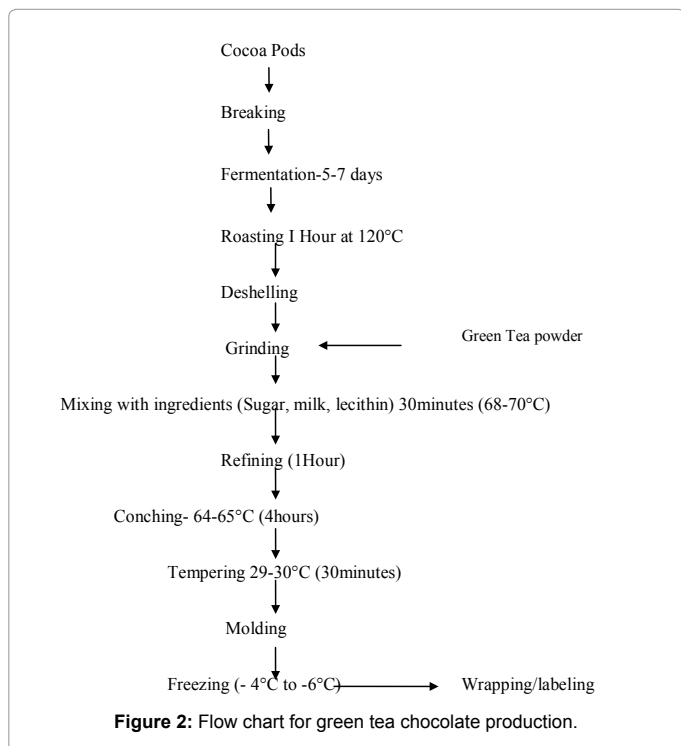 Cocoa Pods
Breaking
Fermentation-5-7 days
Roasting I Hour at 120°C
Deshelling
Grinding
Green Tea powder
Mixing with ingredients (Sugar, milk, lecithin) 30minutes (68-70°C)
Refining (1Hour)
Conching- 64-65°C (4hours)
Tempering 29-30°C (30minutes)
Molding
Freezing (- 4°C to -6°C)
Wrapping/labeling
Figure 2: Flow chart for green tea chocolate production.